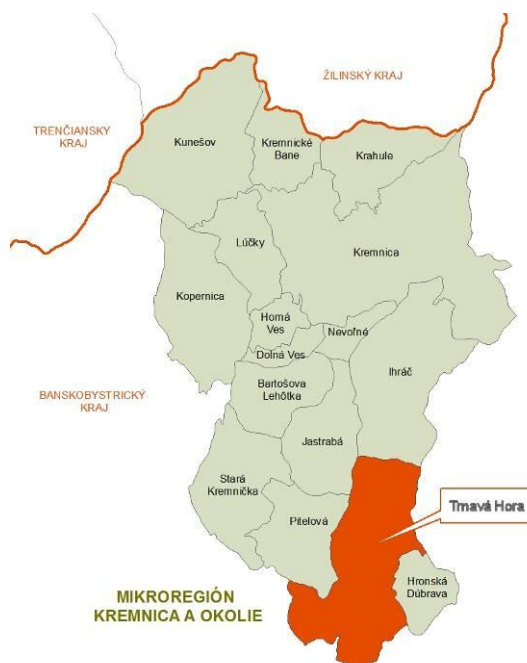 ŽILINSKÝ KRAJ
TRENČIANSKY
KRAJ
Kunešov
Kremnické
Bane
Krahule
Lúčky
Kremnica
Kopernica
Horná
Ves
Nevoľné
Dolná Ves
Ihráč
Bartošova
Lehôtka
BANSKOBYSTRICKÝ
KRAJ
Jastrabá
Stará
Kremnička
Trnavá Hora
Pitelová
Hronská
Dúbrava
MIKROREGIÓN
KREMNICA A OKOLIE